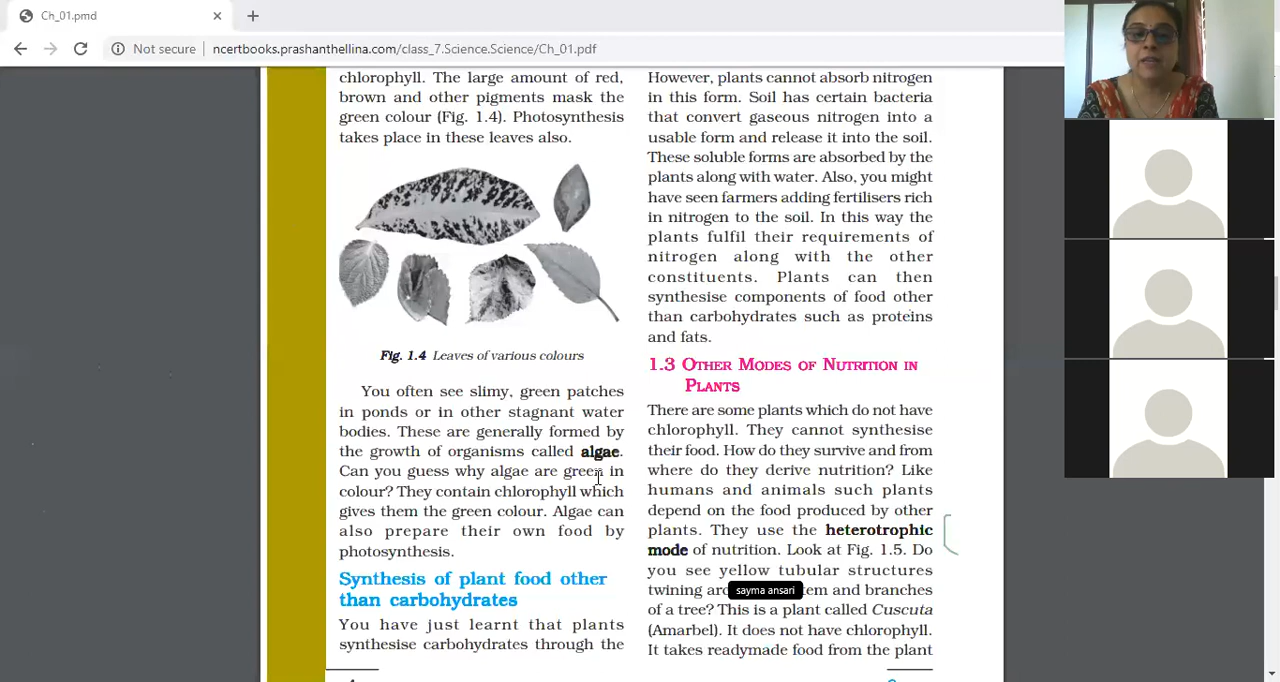 Ch_01.pmd
Not secure
ncertbooks.prashanthellina.com/class_7.Science.Science/Ch_01.pdf
chlorophyll. The large amount of red,
brown and other pigments mask the
green colour (Fig. 1.4). Photosynthesis
takes place in these leaves also.
Fig. 1.4 Leaves of various colours
You often see slimy, green patches
in ponds or in other stagnant water
bodies. These are generally formed by
the growth of organisms called algae.
Can you guess why algae are green in
colour? They contain chlorophyll which
gives them the green colour. Algae can
also prepare their own food by
photosynthesis.
Synthesis of plant food other
than carbohydrates
You have just learnt that plants
synthesise carbohydrates through the
However, plants cannot absorb nitrogen
in this form. Soil has certain bacteria
that convert gaseous nitrogen into a
usable form and release it into the soil.
These soluble forms are absorbed by the
plants along with water. Also, you might
have seen farmers adding fertilisers rich
in nitrogen to the soil. In this way the
plants fulfil their requirements of
nitrogen along with the other
constituents. Plants can then
synthesise components of food other
than carbohydrates such as proteins
and fats.
1.3 OTHER MODES OF NUTRITION IN
PLANTS
There are some plants which do not have
chlorophyll. They cannot synthesise
their food. How do they survive and from
where do they derive nutrition? Like
humans and animals such plants
depend on the food produced by other
plants. They use the heterotrophic
mode of nutrition. Look at Fig. 1.5. Do
you see yellow tubular structures
twining and branches
sayma ansari
of a tree? This is a plant called Cuscuta
(Amarbel). It does not have chlorophyll.
It takes readymade food from the plant